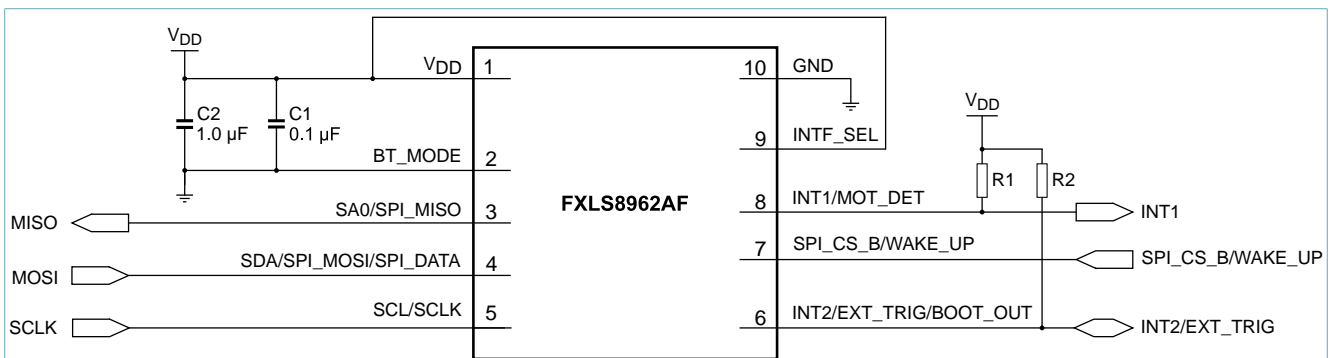 VDD
VDD 1
10 GND
C2
1.0 µF
C1
0.1 µF
VDD
9 INTF_SEL
BT_MODE 2
R1
R2
FXLS8962AF
MISO
SA0/SPI_MISO 3
8 INT1/MOT_DET
INT1
MOSI
SDA/SPI_MOSI/SPI_DATA 4
7 SPI_CS_B/WAKE_UP
SPI_CS_B/WAKE_UP
SCLK
SCL/SCLK 5
6 INT2/EXT_TRIG/BOOT_OUT
INT2/EXT_TRIG